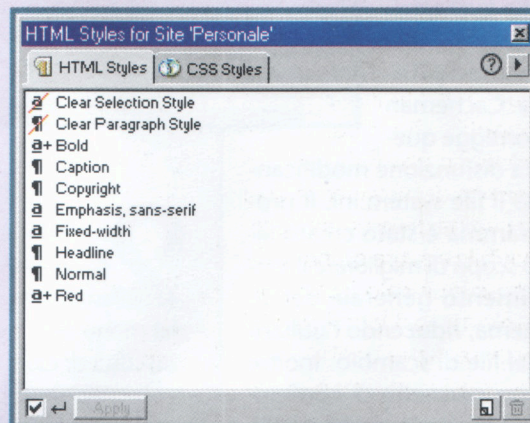 HTML Styles for Site 'Personale'
HTML Styles CSS Styles
Clear Selection Style
Clear Paragraph Style
a+ Bold
¶ Caption
¶ Copyright
a Emphasis, sans-serif
a Fixed-width
¶ Headline
¶ Normal
a+ Red
Apply